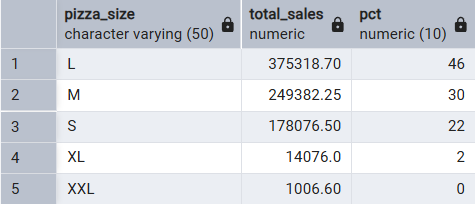 pizza_size total_sales pct
character varying (50) numeric numeric (10)
1 L 375318.70 46
2 M 249382.25 30
3 S 178076.50 22
4 XL 14076.0 2
5 XXL 1006.60 0